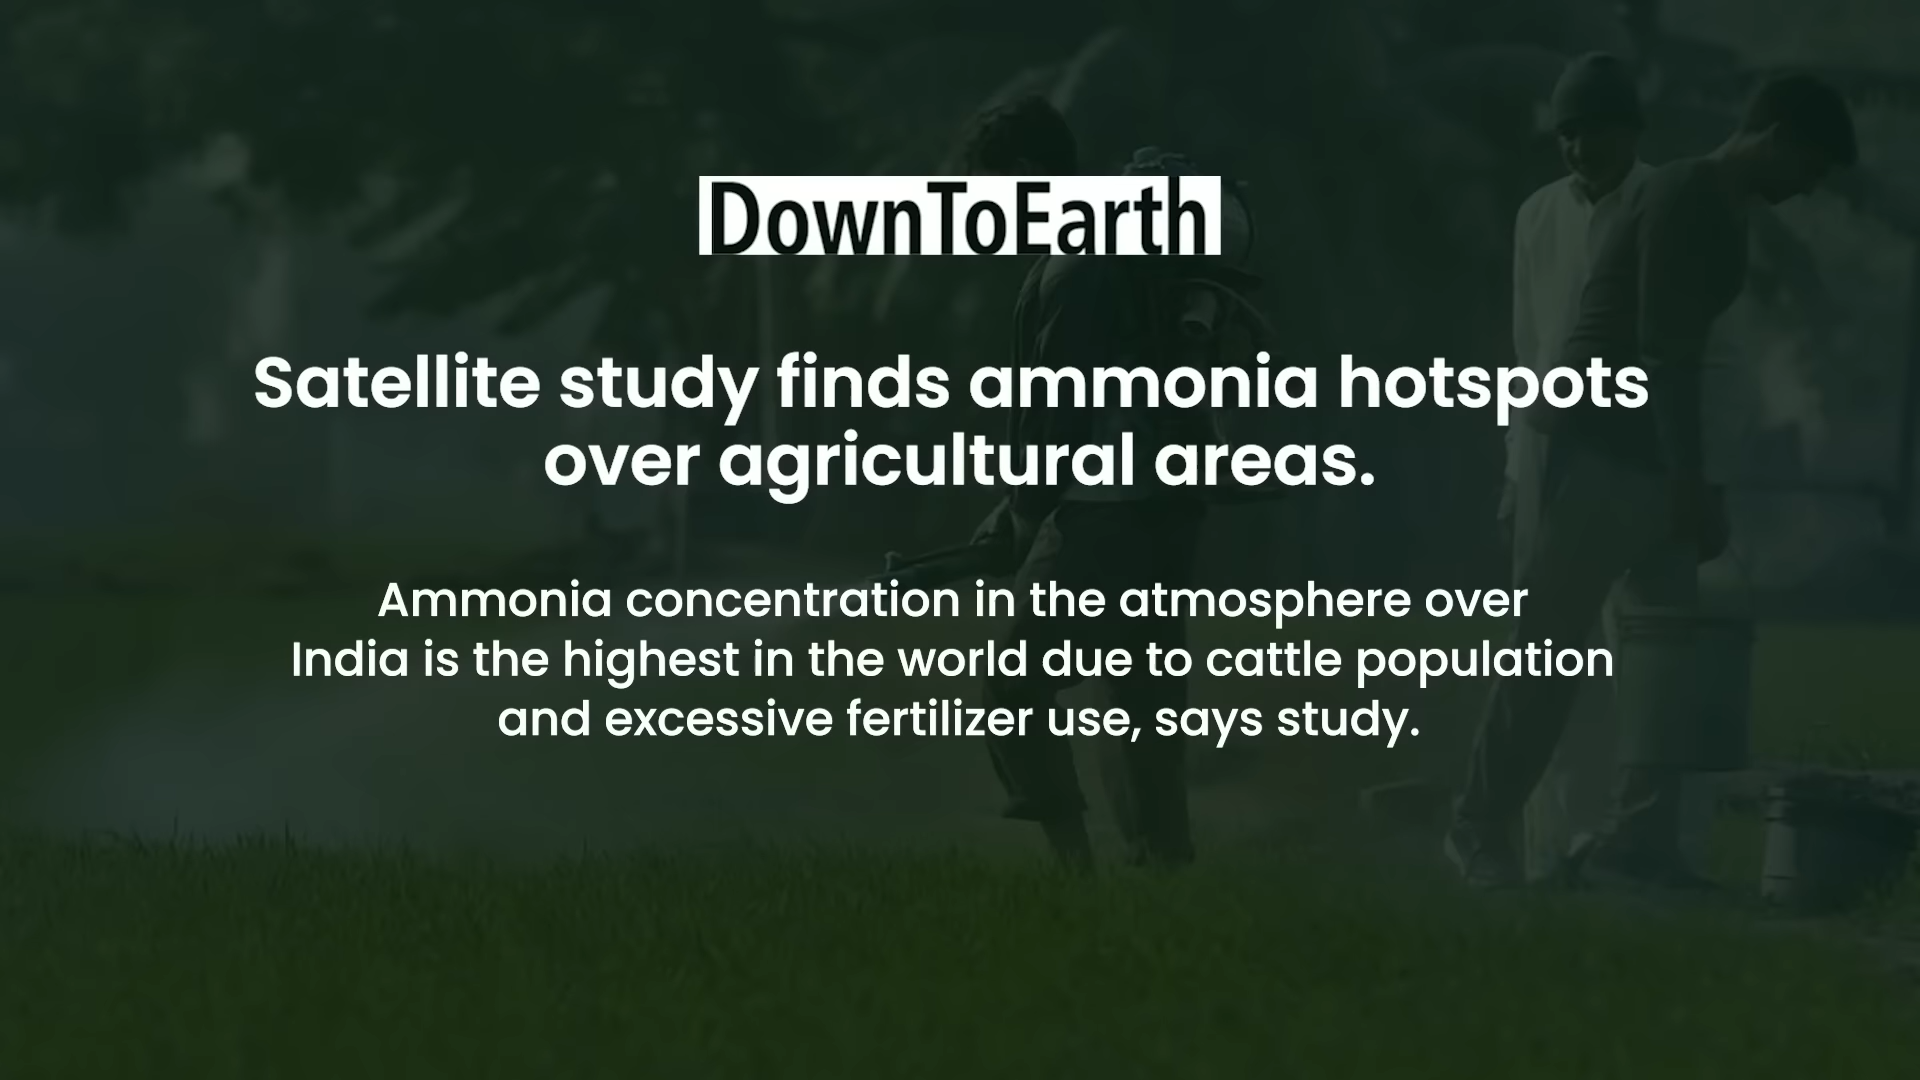 DownToEarth
Satellite study finds ammonia hotspots
over agricultural areas.
Ammonia concentration in the atmosphere over
India is the highest in the world due to cattle population
and excessive fertilizer use, says study.